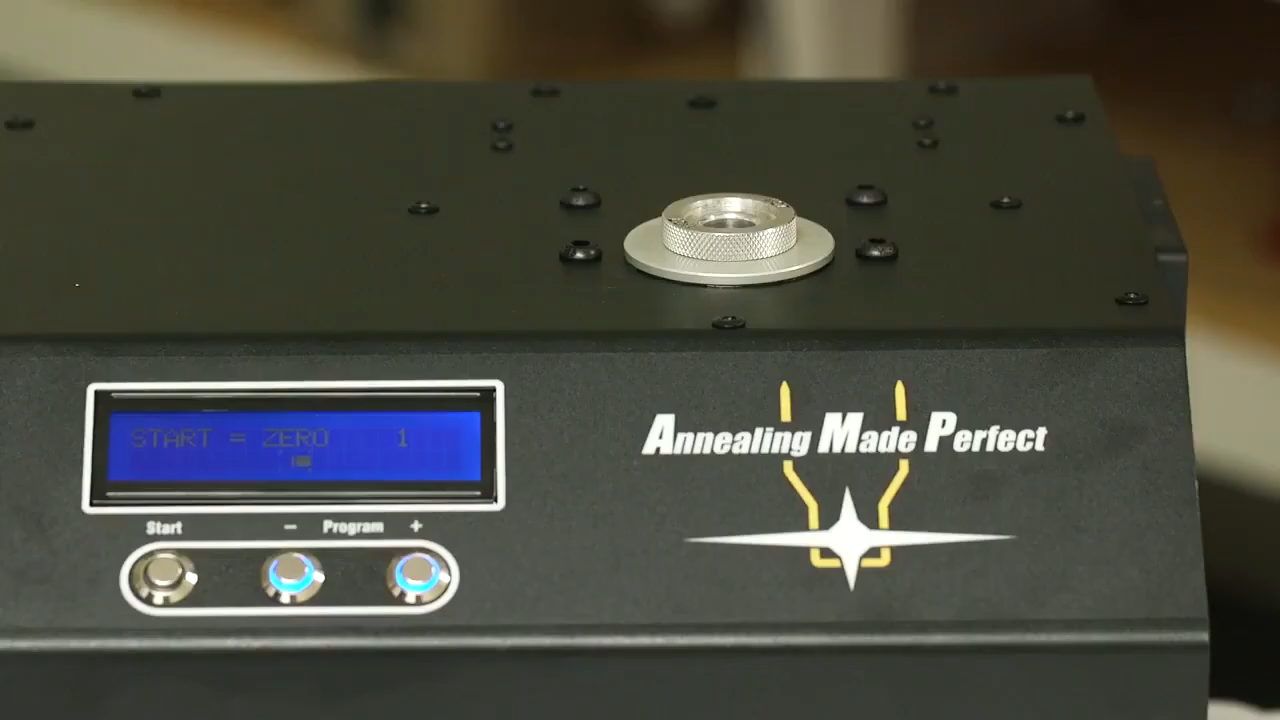 START = ZERO 1
Start − Program +
Annealing Made Perfect